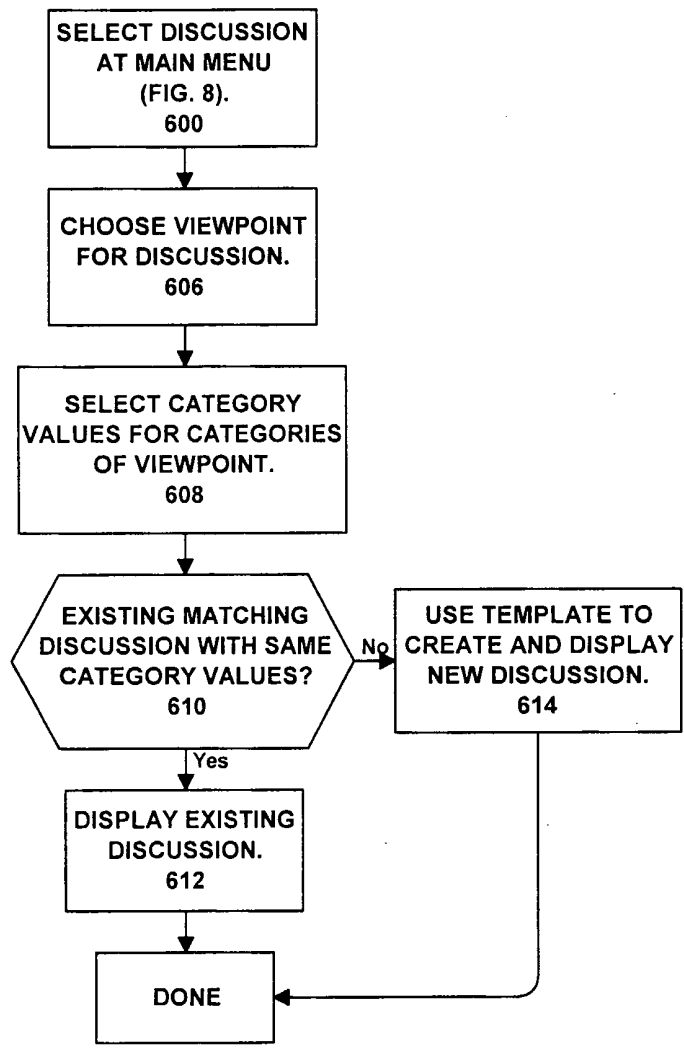 SELECT DISCUSSION
AT MAIN MENU
(FIG. 8).
600
CHOOSE VIEWPOINT
FOR DISCUSSION.
606
SELECT CATEGORY
VALUES FOR CATEGORIES
OF VIEWPOINT.
608
EXISTING MATCHING
DISCUSSION WITH SAME
CATEGORY VALUES?
610
No
USE TEMPLATE TO
CREATE AND DISPLAY
NEW DISCUSSION.
614
Yes
DISPLAY EXISTING
DISCUSSION.
612
DONE